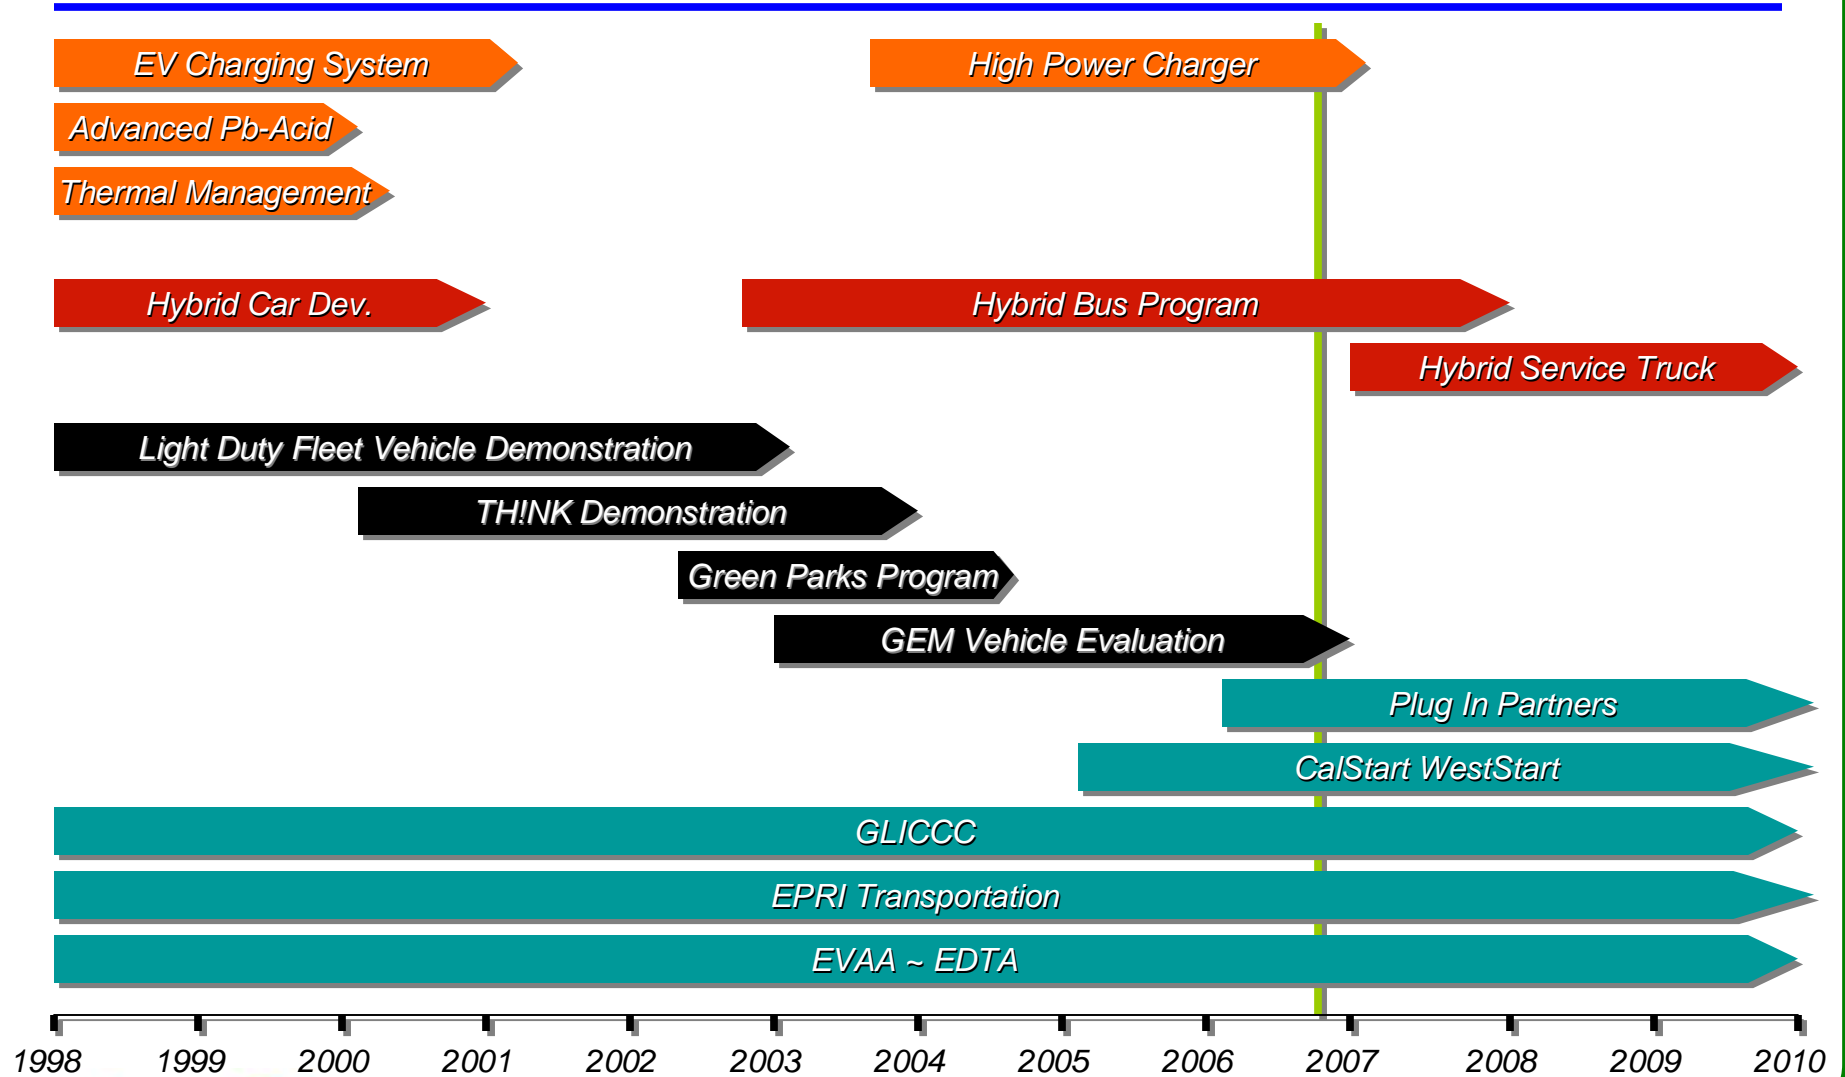 EV Charging System
High Power Charger
Advanced Pb-Acid
Thermal Management
Hybrid Car Dev.
Hybrid Bus Program
Hybrid Service Truck
Light Duty Fleet Vehicle Demonstration
TH!NK Demonstration
Green Parks Program
GEM Vehicle Evaluation
Plug In Partners
CalStart WestStart
GLICCC
EPRI Transportation
EVAA ~ EDTA
1998 1999 2000 2001 2002 2003 2004 2005 2006 2007 2008 2009 2010